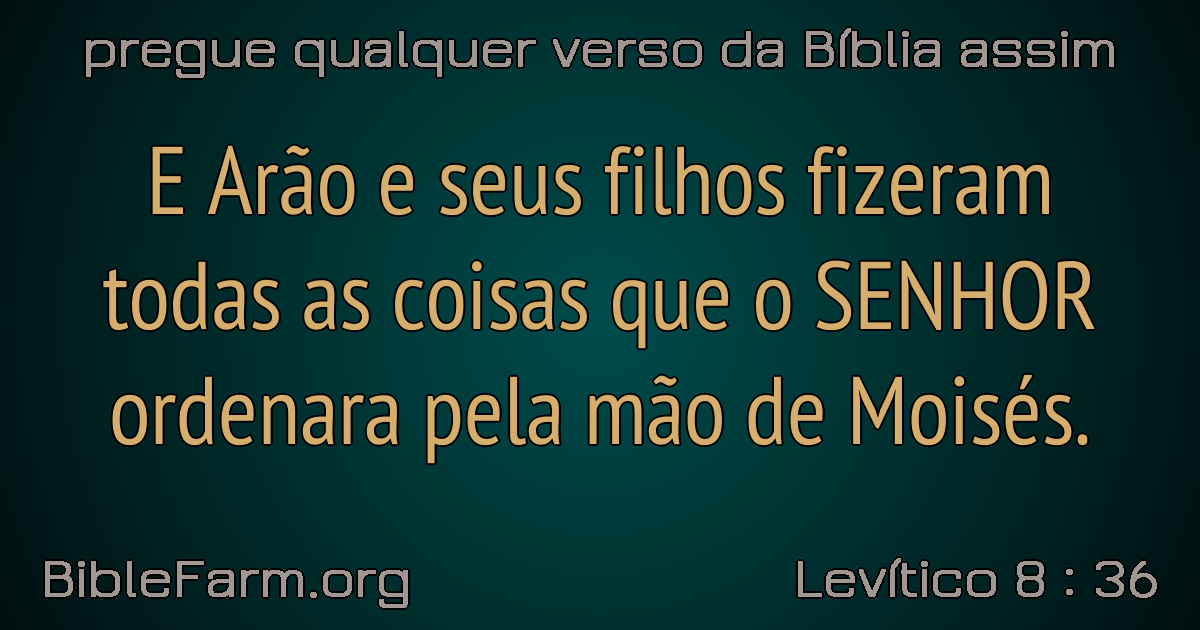 pregue qualquer verso da Bíblia assim
E Arão e seus filhos fizeram
todas as coisas que o SENHOR
ordenara pela mão de Moisés.
BibleFarm.org
Levítico 8 : 36